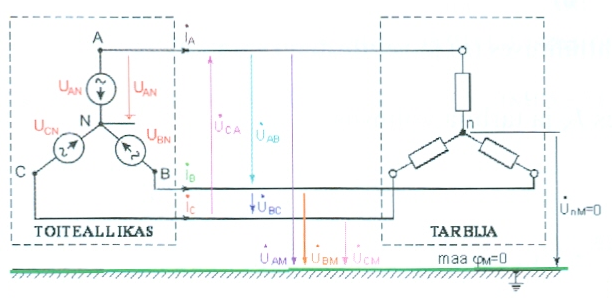 A
İA
UAN
UAN
N
UCN
UBN
U̇CA
U̇AB
n
C
B
İB
İC
U̇BC
U̇nM=0
TOITEALLIKAS
TARBIJA
U̇AM
U̇BM
U̇CM
maa φM=0